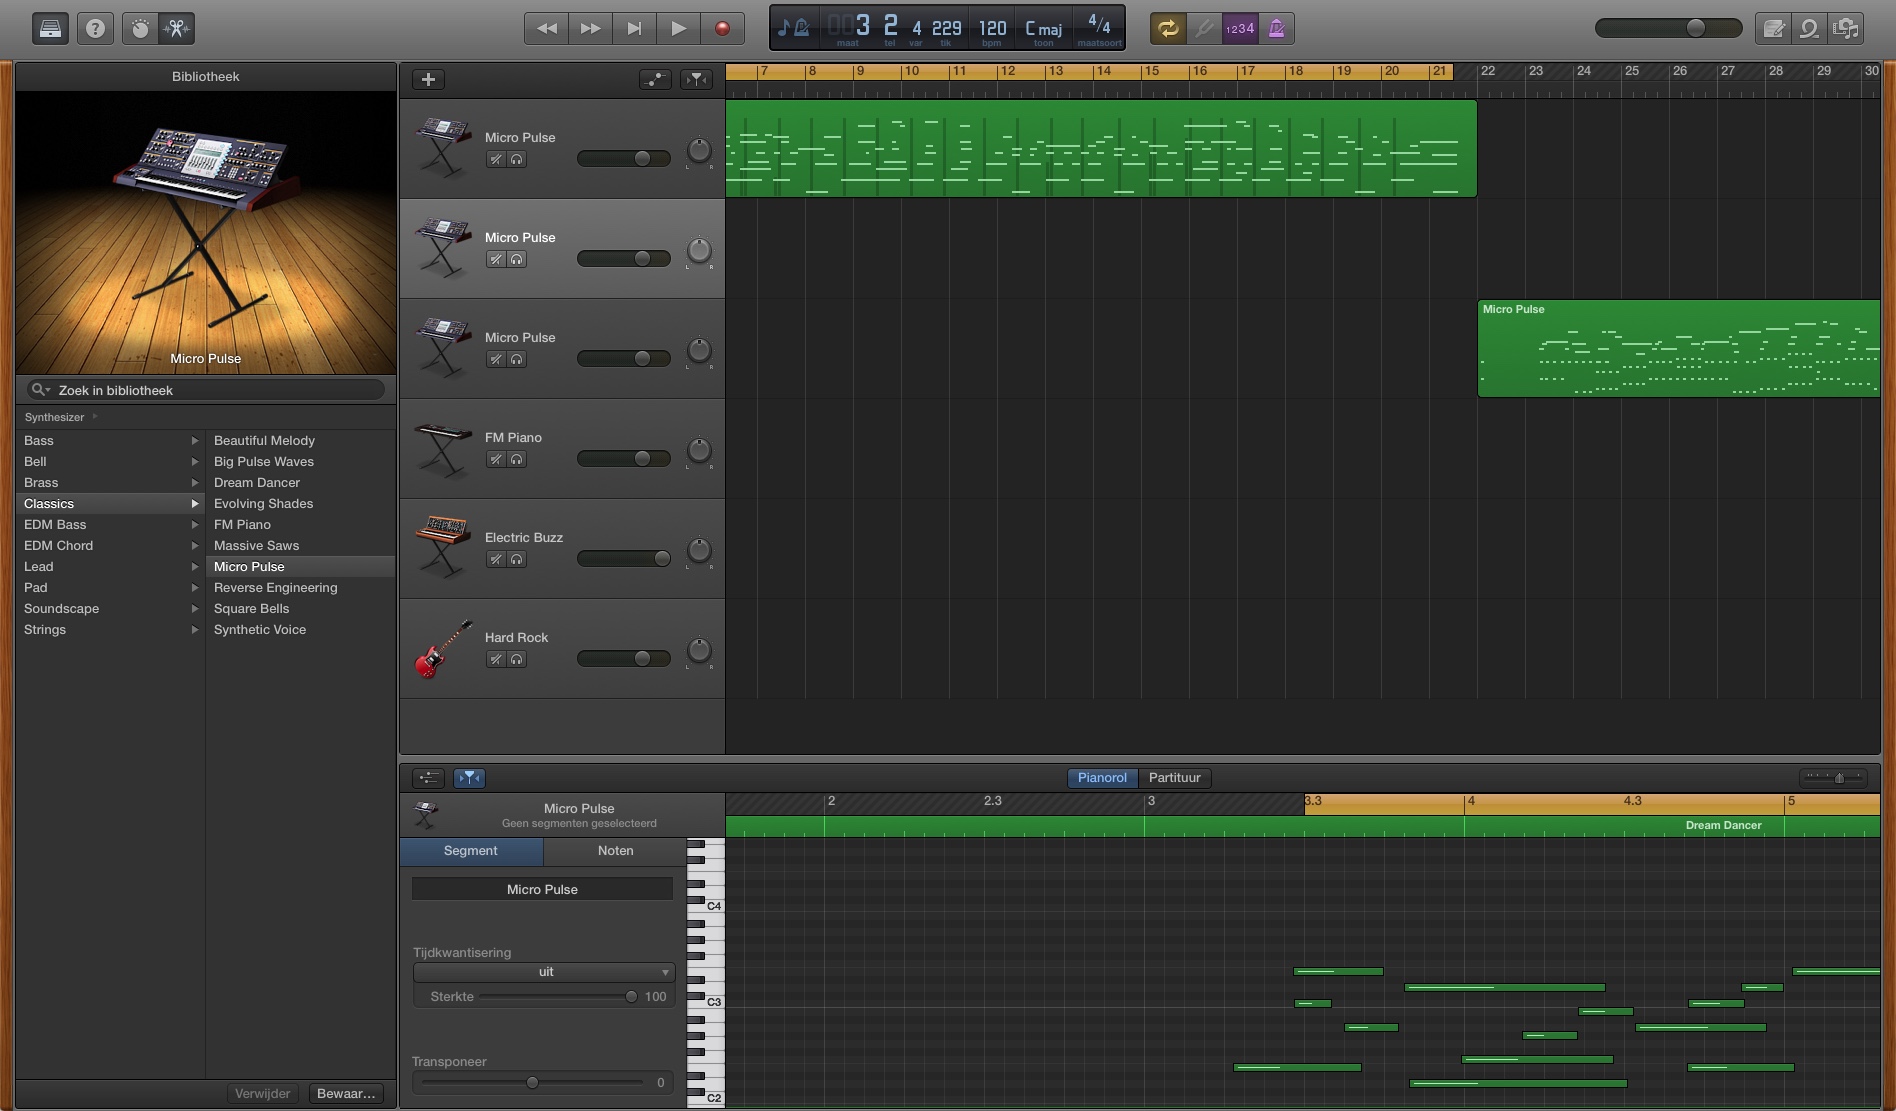 003 2 4 229 120 C maj 4/4
maat tel var tik bpm toon maatsoort
1234
Bibliotheek
Micro Pulse
Zoek in bibliotheek
Synthesizer
Bass
Bell
Brass
Classics
EDM Bass
EDM Chord
Lead
Pad
Soundscape
Strings
Beautiful Melody
Big Pulse Waves
Dream Dancer
Evolving Shades
FM Piano
Massive Saws
Micro Pulse
Reverse Engineering
Square Bells
Synthetic Voice
Verwijder Bewaar...
7 8 9 10 11 12 13 14 15 16 17 18 19 20 21 22 23 24 25 26 27 28 29 30
Micro Pulse
L R
Micro Pulse
L R
Micro Pulse
L R
Micro Pulse
FM Piano
L R
Electric Buzz
L R
Hard Rock
L R
Pianorol Partituur
Micro Pulse
Geen segmenten geselecteerd
2 2.3 3 3.3 4 4.3 5
Dream Dancer
Segment Noten
Micro Pulse
Tijdkwantisering
uit
Sterkte 100
Transponeer
0
C4
C3
C2